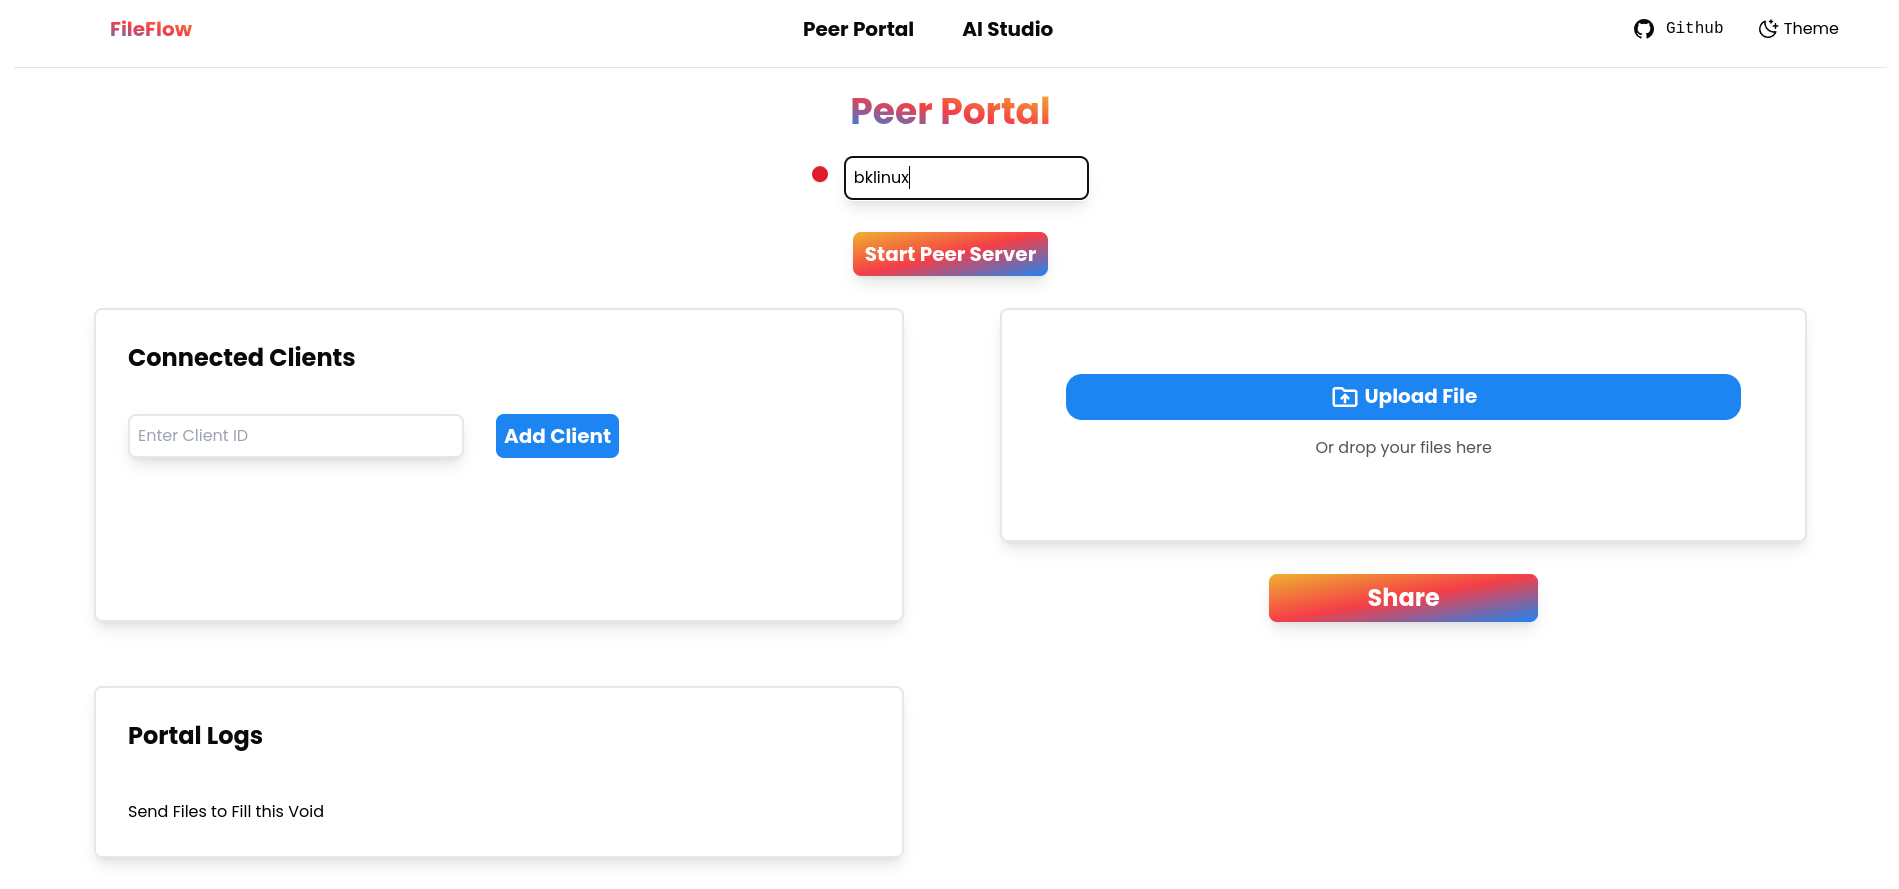 FileFlow
Peer Portal
AI Studio
Github
Theme
Peer Portal
bklinux
Start Peer Server
Connected Clients
Enter Client ID
Add Client
Upload File
Or drop your files here
Share
Portal Logs
Send Files to Fill this Void